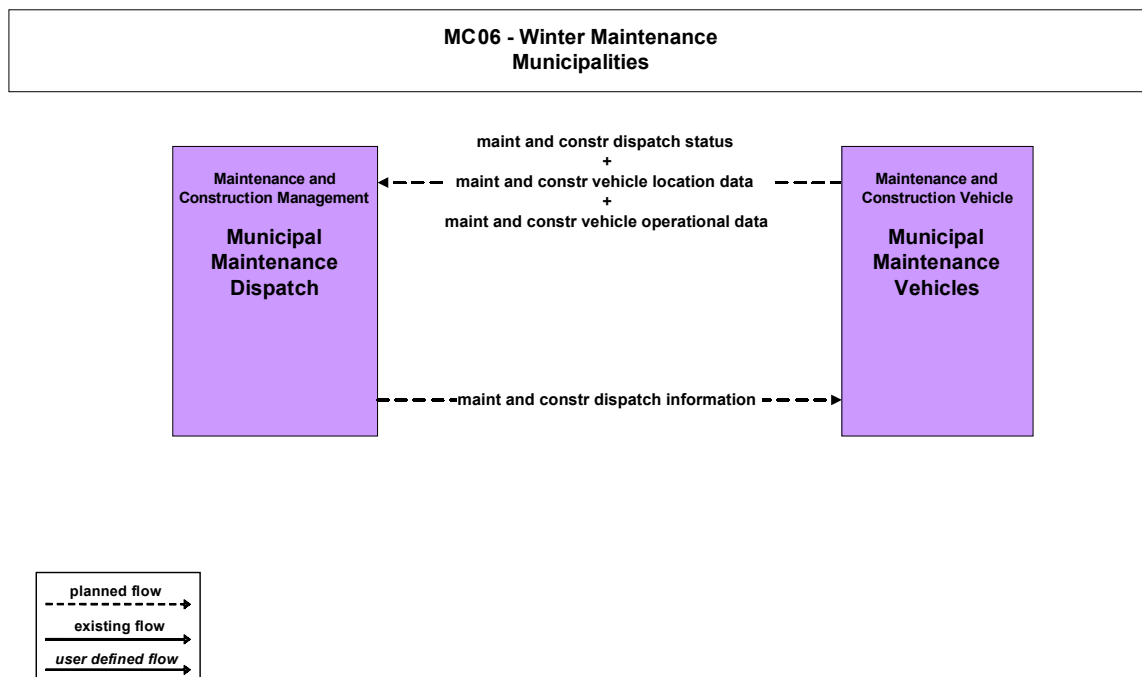 MC06 - Winter Maintenance
Municipalities
maint and constr dispatch status
+
maint and constr vehicle location data
+
maint and constr vehicle operational data
Maintenance and
Construction Management
Municipal
Maintenance
Dispatch
Maintenance and
Construction Vehicle
Municipal
Maintenance
Vehicles
maint and constr dispatch information
planned flow
existing flow
user defined flow